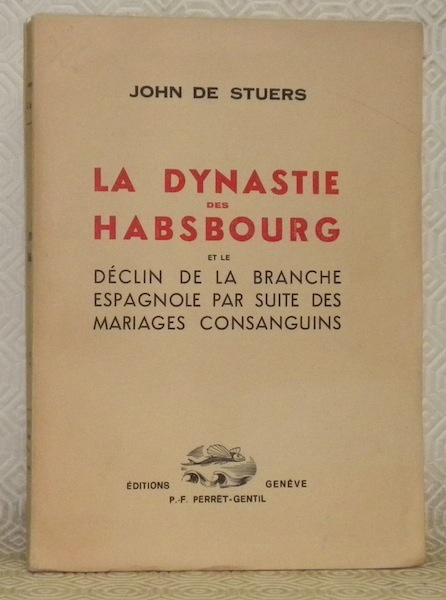 JOHN DE STUERS
LA DYNASTIE
DES
HABSBOURG
ET LE
DÉCLIN DE LA BRANCHE
ESPAGNOLE PAR SUITE DES
MARIAGES CONSANGUINS
ÉDITIONS GENÈVE
P.-F. PERRET-GENTIL